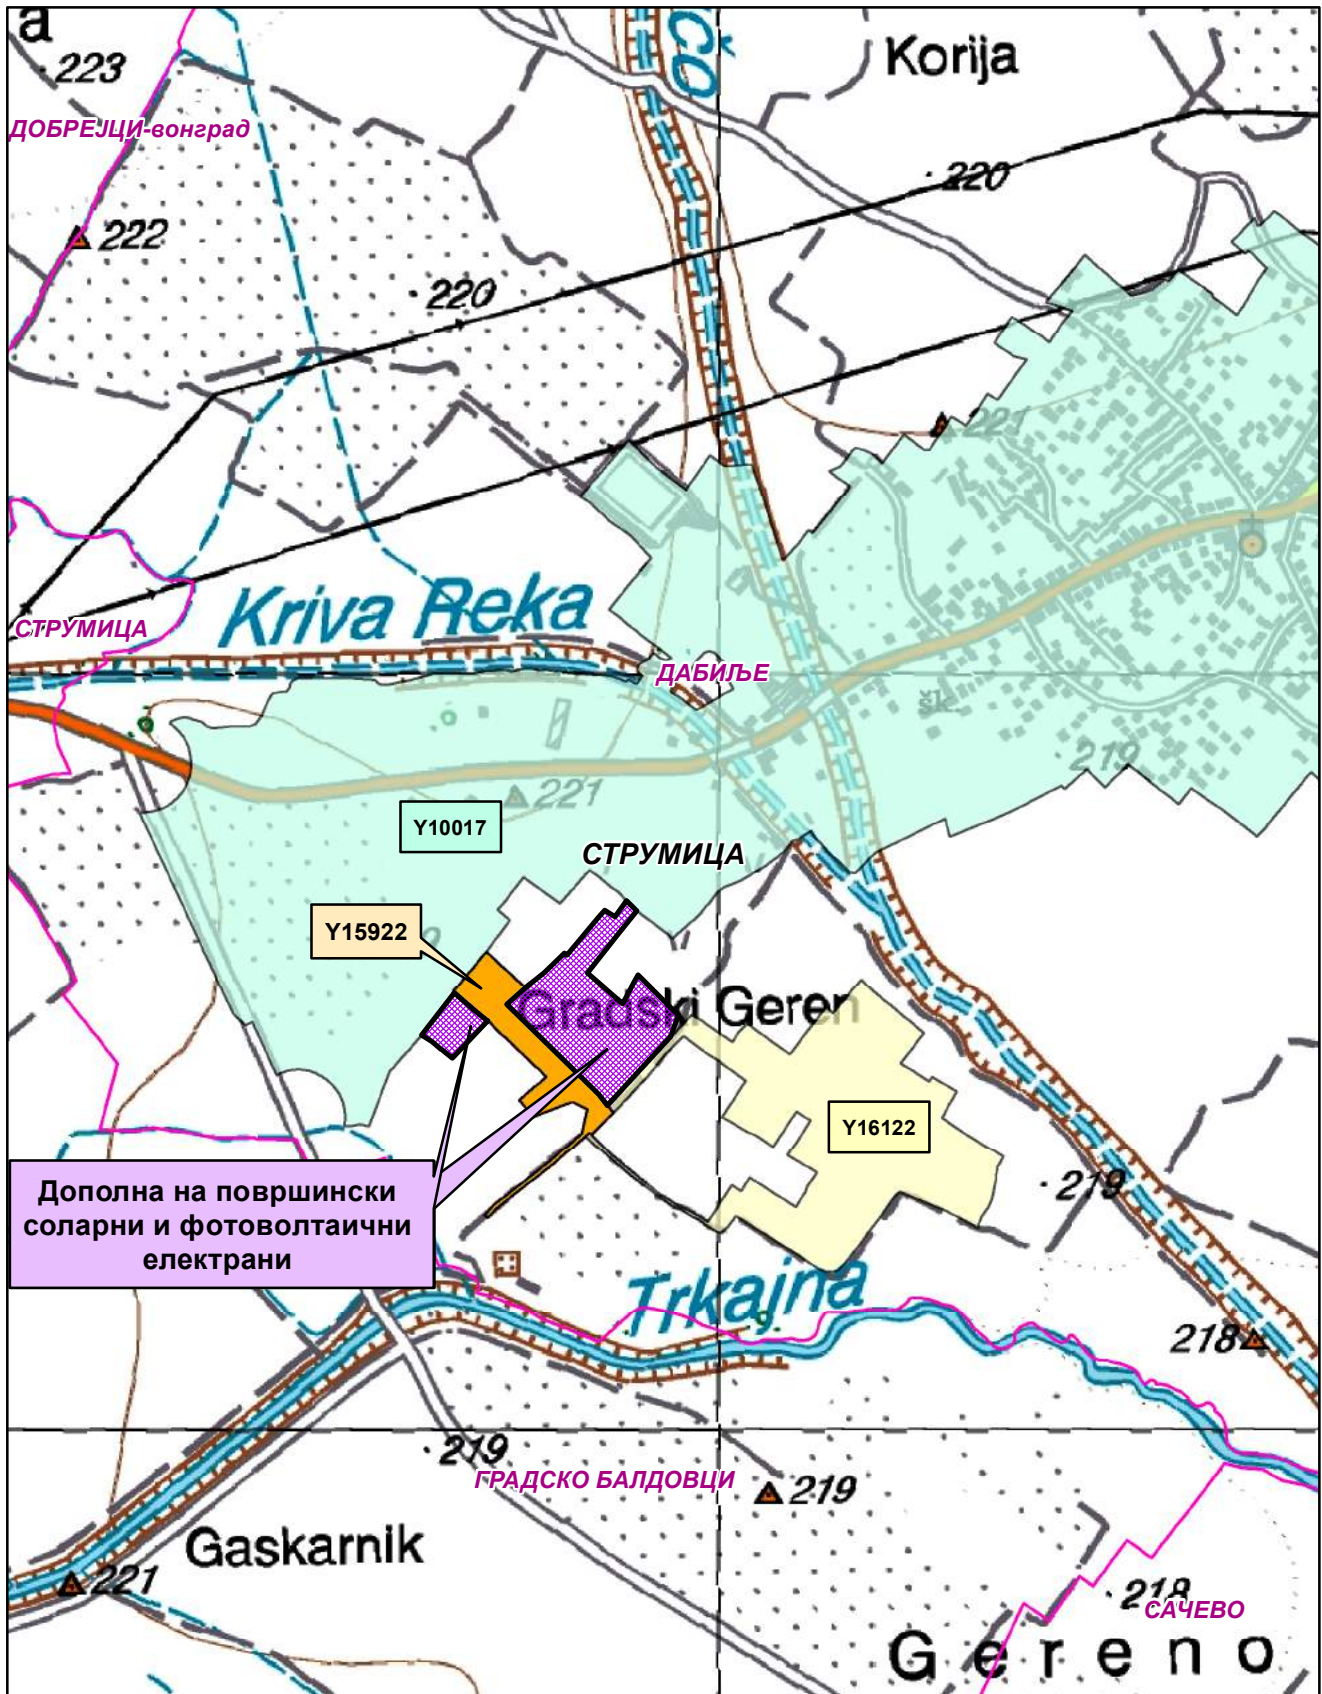 a
223
ДОБРЕЈЦИ-вонград
Korija
220
222
220
221
Kriva Reka
СТРУМИЦА
ДАБИЉЕ
šk.
219
221
Y10017
СТРУМИЦА
Y15922
Gradski Geren
Y16122
219
Дополна на површински
соларни и фотоволтаични
електрани
Trkajna
218
219
ГРАДСКО БАЛДОВЦИ
219
Gaskarnik
221
218
САЧЕВО
Gereno